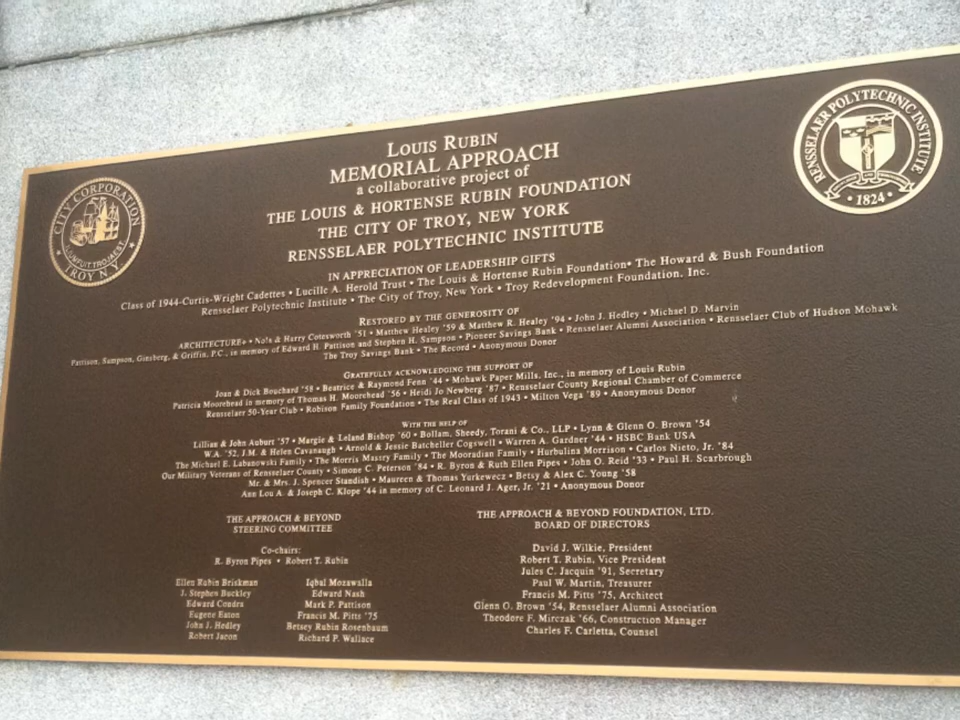 LOUIS RUBIN
MEMORIAL APPROACH
a collaborative project of
THE LOUIS & HORTENSE RUBIN FOUNDATION
THE CITY OF TROY, NEW YORK
RENSSELAER POLYTECHNIC INSTITUTE
CITY CORPORATION
TROY N.Y.
RENSSELAER POLYTECHNIC INSTITUTE
• 1824 •
IN APPRECIATION OF LEADERSHIP GIFTS
Class of 1944-Curtis-Wright Cadettes • Lucille A. Herold Trust • The Louis & Hortense Rubin Foundation• The Howard & Bush Foundation
Rensselaer Polytechnic Institute • The City of Troy, New York • Troy Redevelopment Foundation, Inc.
RESTORED BY THE GENEROSITY OF
ARCHITECTURE+ • Nola & Harry Cotesworth '51 • Matthew Healey '59 & Matthew R. Healey '94 • John J. Hedley • Michael D. Marvin
Pattison, Sampson, Ginsberg, & Griffin, P.C., in memory of Edward H. Pattison and Stephen H. Sampson • Pioneer Savings Bank • Rensselaer Alumni Association • Rensselaer Club of Hudson Mohawk
The Troy Savings Bank • The Record • Anonymous Donor
GRATEFULLY ACKNOWLEDGING THE SUPPORT OF
Joan & Dick Bouchard '58 • Beatrice & Raymond Fenn '44 • Mohawk Paper Mills, Inc., in memory of Louis Rubin
Patricia Moorehead in memory of Thomas H. Moorehead '56 • Heidi Jo Newberg '87 • Rensselaer County Regional Chamber of Commerce
Rensselaer 50-Year Club • Robison Family Foundation • The Real Class of 1943 • Milton Vega '89 • Anonymous Donor
WITH THE HELP OF
Lillian & John Auburt '57 • Margie & Leland Bishop '60 • Bollam, Sheedy, Torani & Co., LLP • Lynn & Glenn O. Brown '54
W.A. '52, J.M. & Helen Cavanaugh • Arnold & Jessie Batcheller Cogswell • Warren A. Gardner '44 • HSBC Bank USA
The Michael E. Labanowski Family • The Morris Massry Family • The Mooradian Family • Hurbulina Morrison • Carlos Nieto, Jr. '84
Our Military Veterans of Rensselaer County • Simone C. Peterson '84 • R. Byron & Ruth Ellen Pipes • John O. Reid '33 • Paul H. Scarbrough
Mr. & Mrs. J. Spencer Standish • Maureen & Thomas Yurkewecz • Betsy & Alex C. Young '58
Ann Lou A. & Joseph C. Klope '44 in memory of C. Leonard J. Ager, Jr. '21 • Anonymous Donor
THE APPROACH & BEYOND
STEERING COMMITTEE
Co-chairs:
R. Byron Pipes • Robert T. Rubin
Ellen Rubin Briskman
J. Stephen Buckley
Edward Condra
Eugene Eaton
John J. Hedley
Robert Jacon
Iqbal Mozawalla
Edward Nash
Mark P. Pattison
Francis M. Pitts '75
Betsey Rubin Rosenbaum
Richard P. Wallace
THE APPROACH & BEYOND FOUNDATION, LTD.
BOARD OF DIRECTORS
David J. Wilkie, President
Robert T. Rubin, Vice President
Jules C. Jacquin '91, Secretary
Paul W. Martin, Treasurer
Francis M. Pitts '75, Architect
Glenn O. Brown '54, Rensselaer Alumni Association
Theodore F. Mirczak '66, Construction Manager
Charles F. Carletta, Counsel